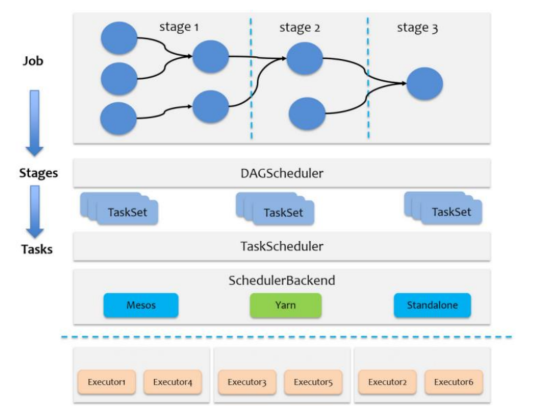 stage 1
stage 2
stage 3
Job
Stages
DAGScheduler
TaskSet
TaskSet
TaskSet
Tasks
TaskScheduler
SchedulerBackend
Mesos
Yarn
Standalone
Executor1
Executor4
Executor3
Executor5
Executor2
Executor6